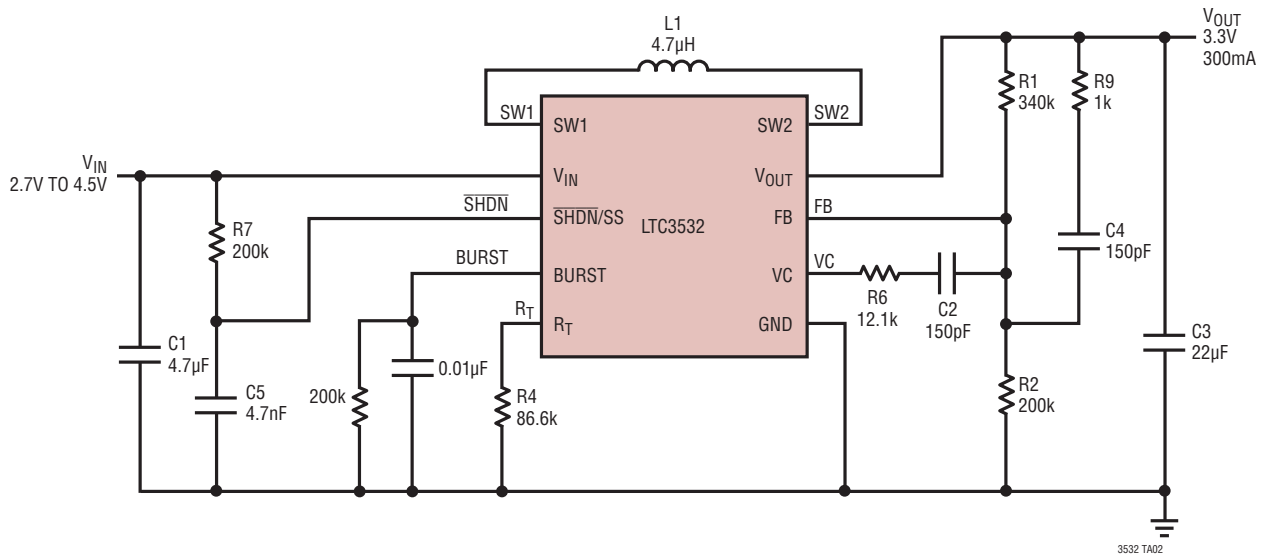 L1
4.7µH
VOUT
3.3V
300mA
R1
340k
R9
1k
SW1
SW1
SW2
SW2
VIN
2.7V TO 4.5V
VIN
VOUT
SHDN
SHDN/SS
LTC3532
FB
FB
R7
200k
C4
150pF
BURST
BURST
VC
VC
R6
12.1k
C2
150pF
RT
RT
GND
C1
4.7µF
C3
22µF
0.01µF
C5
4.7nF
200k
R4
86.6k
R2
200k
3532 TA02